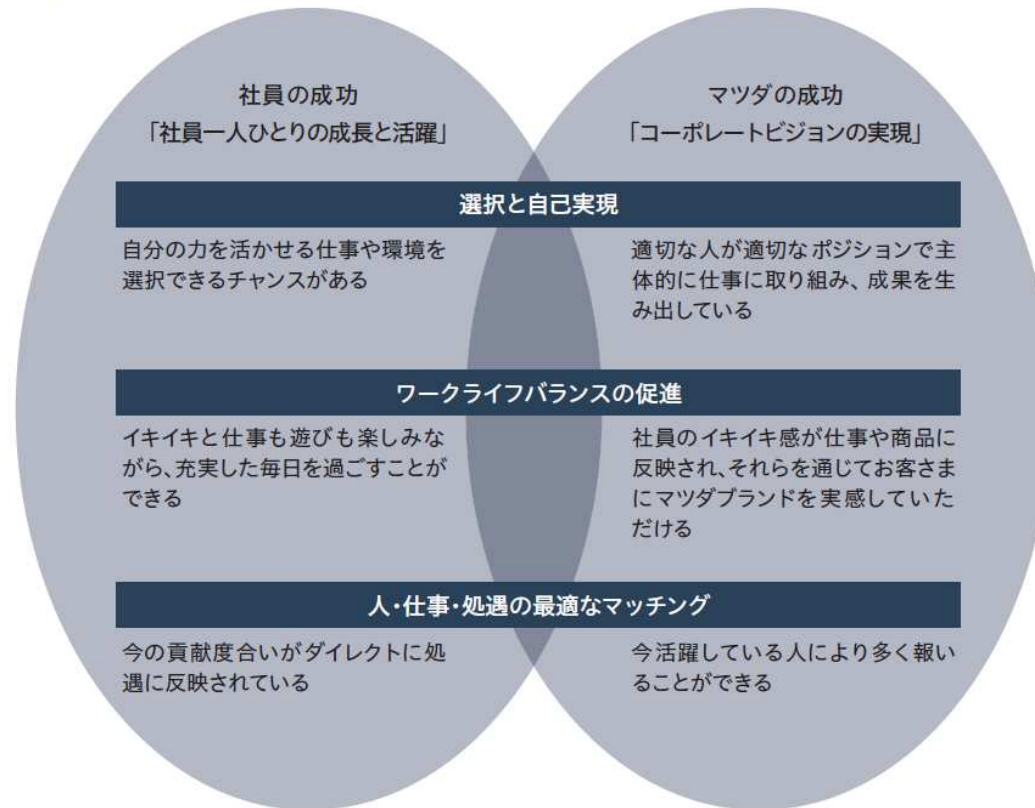 社員の成功
「社員一人ひとりの成長と活躍」
マツダの成功
「コーポレートビジョンの実現」
選択と自己実現
自分の力を活かせる仕事や環境を
選択できるチャンスがある
適切な人が適切なポジションで主
体的に仕事に取り組み、成果を生
み出している
ワークライフバランスの促進
イキイキと仕事も遊びも楽しみな
がら、充実した毎日を過ごすことが
できる
社員のイキイキ感が仕事や商品に
反映され、それらを通じてお客さま
にマツダブランドを実感していた
だける
人・仕事・処遇の最適なマッチング
今の貢献度合いがダイレクトに処
遇に反映されている
今活躍している人により多く報い
ることができる